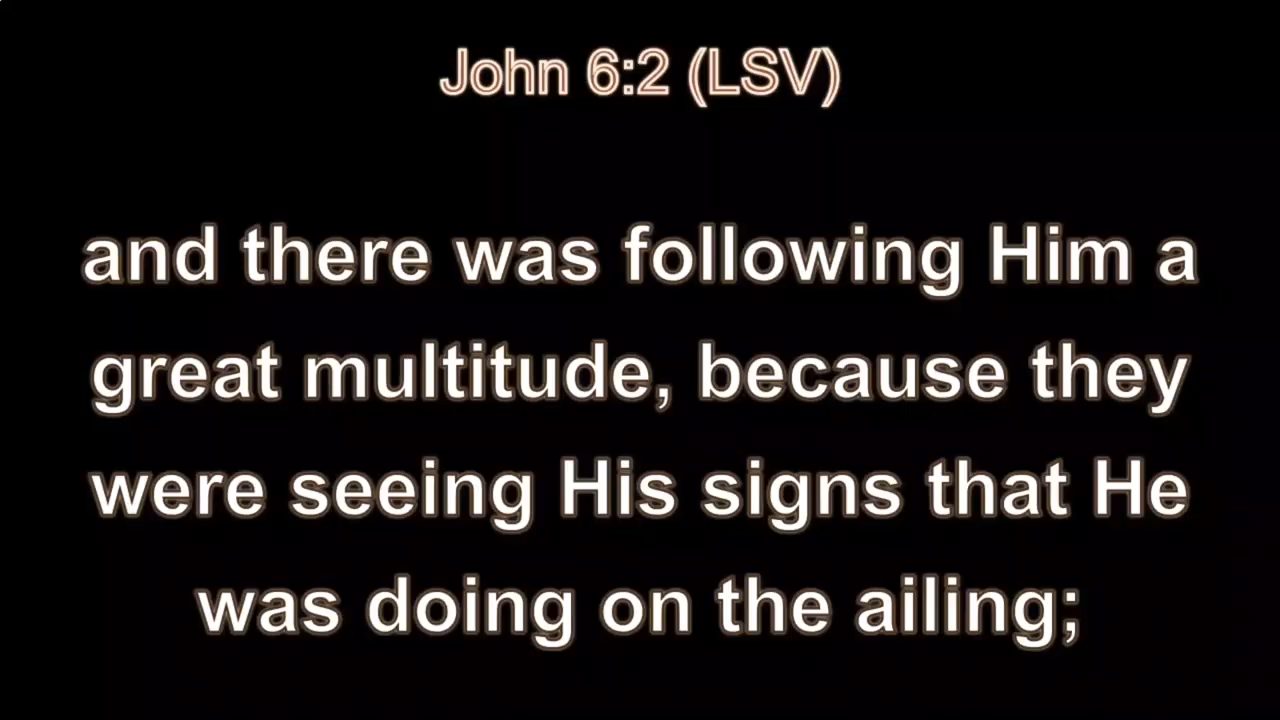 John 6:2 (LSV)
and there was following Him a
great multitude, because they
were seeing His signs that He
was doing on the ailing;